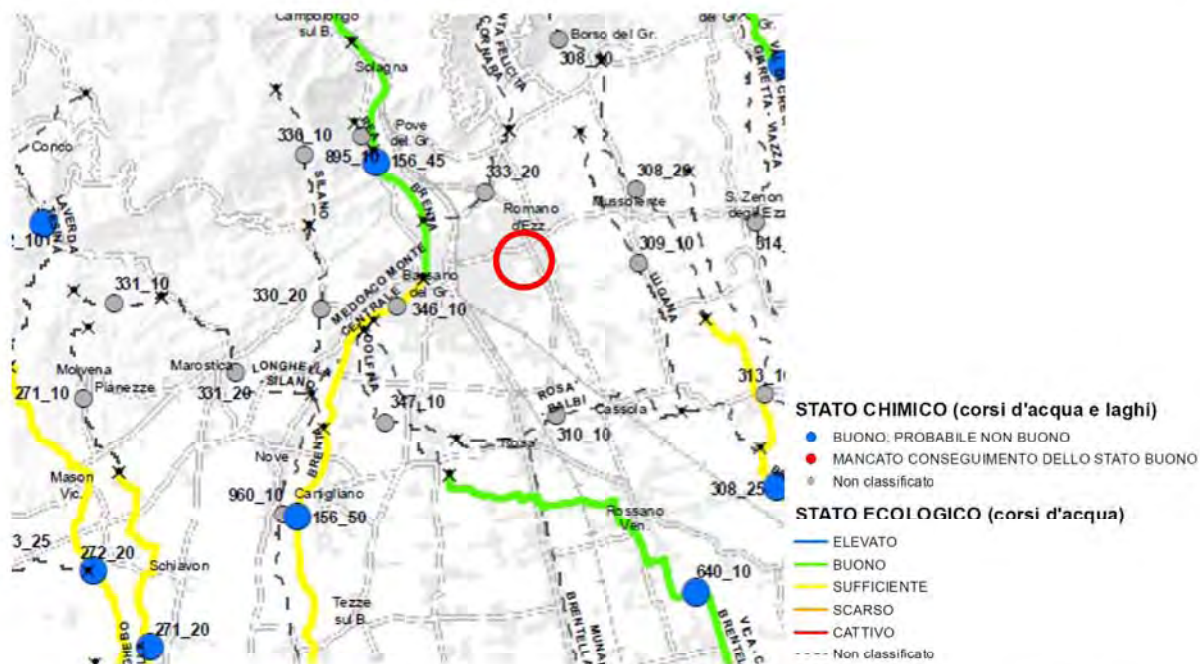 Campolongo
sul B.
Solagna
Borso del Gr.
308_10
330_10
895_10
156_45
Pove
del Gr.
Conco
SILANO
BRENTA
333_20
Romano
d'Ezz.
308_20
Mussolente
309_10
S. Zenon
LAVERDA
TESINA
331_10
330_20
MEDOACO MONTE
CENTRALE
Bassano
del Gr.
346_10
LUGANA
Molvena
Pianezze
Marostica
331_20
LONGHELLA
-SILANO
271_10
347_10
ROSA'
BALBI
Cassola
310_10
313_10
Nove
BRENTA
Mason
Vic.
960_10
Cartigliano
156_50
308_25
Rossano
Ven.
3_25
272_20
Schiavon
640_10
Tezze
sul B.
271_20
BRENTELLA
STATO CHIMICO (corsi d'acqua e laghi)
BUONO; PROBABILE NON BUONO
MANCATO CONSEGUIMENTO DELLO STATO BUONO
Non classificato
STATO ECOLOGICO (corsi d'acqua)
ELEVATO
BUONO
SUFFICIENTE
SCARSO
CATTIVO
Non classificato